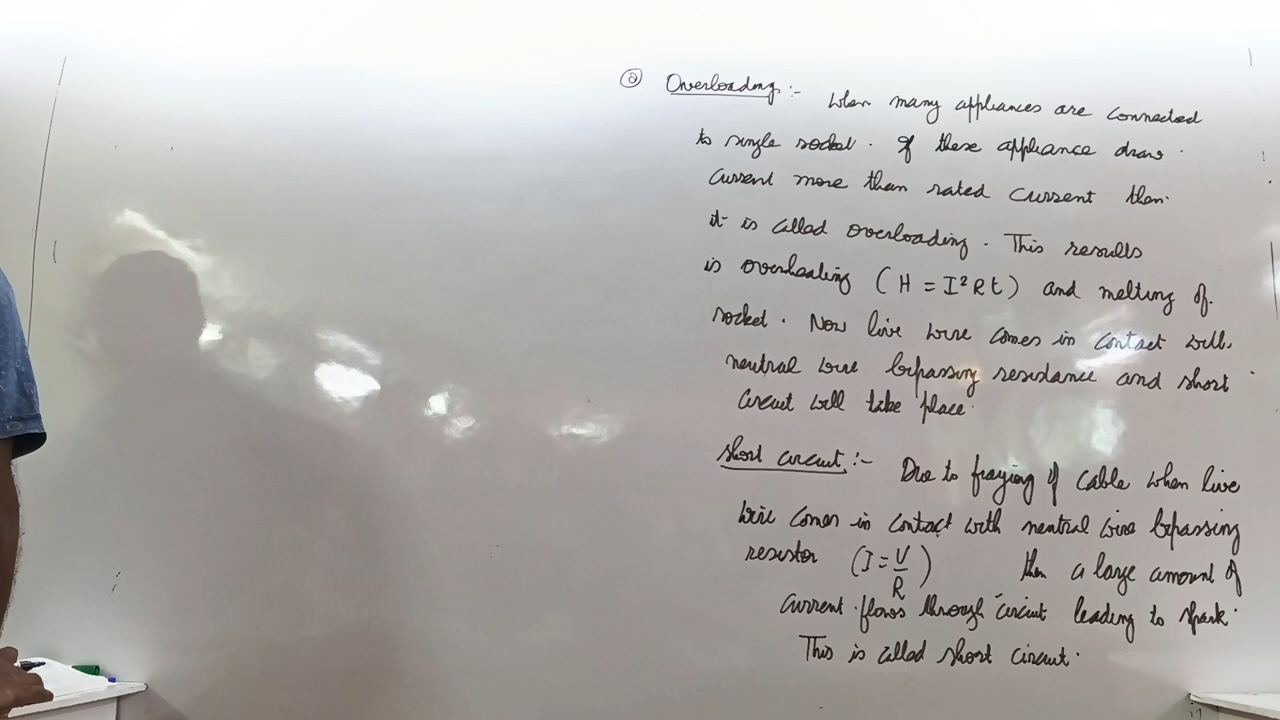 ② Overloading :- When many appliances are connected
to single socket. If these appliance draw
current more than rated current then
it is called overloading. This results
is overheating (H = I²Rt) and melting of
socket. Now live wire comes in contact with
neutral wire bypassing resistance and short
circuit will take place.
Short circuit :- Due to fraying of cable when live
wire comes in contact with neutral wire bypassing
resistor (I = V/R) then a large amount of
current flows through circuit leading to spark.
This is called short circuit.